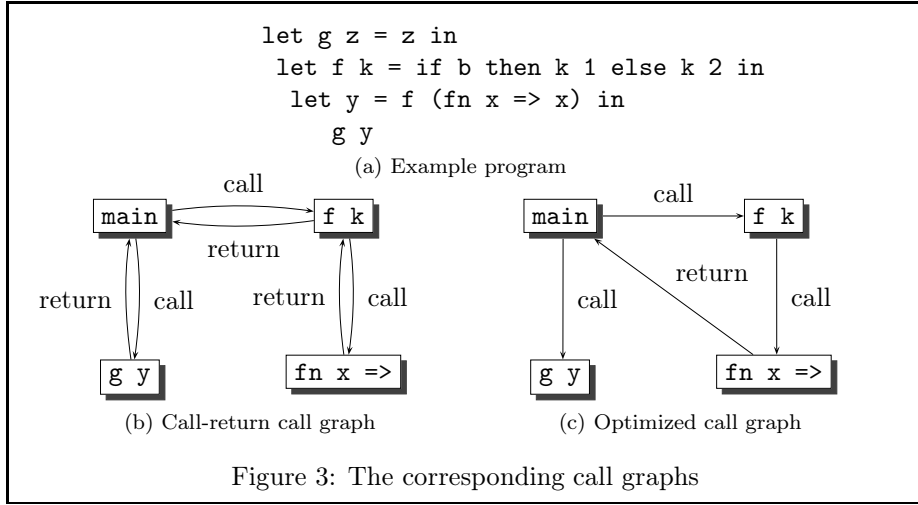 let g z = z in
let f k = if b then k 1 else k 2 in
let y = f (fn x => x) in
g y
(a) Example program
call
main
f k
return
return
call
return
call
g y
fn x =>
(b) Call-return call graph
main
call
f k
call
return
call
g y
fn x =>
(c) Optimized call graph
Figure 3: The corresponding call graphs